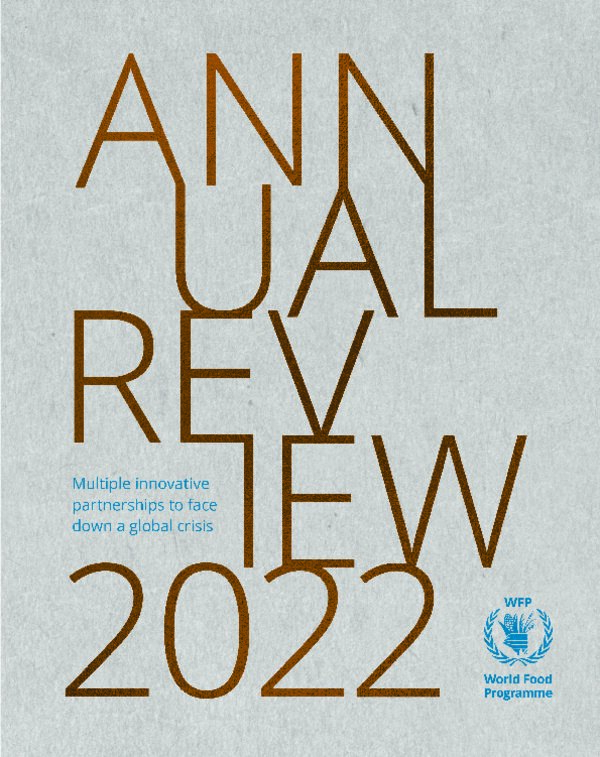 ANN
UAL
REV
IEW
Multiple innovative
partnerships to face
down a global crisis
2022
WFP
World Food
Programme